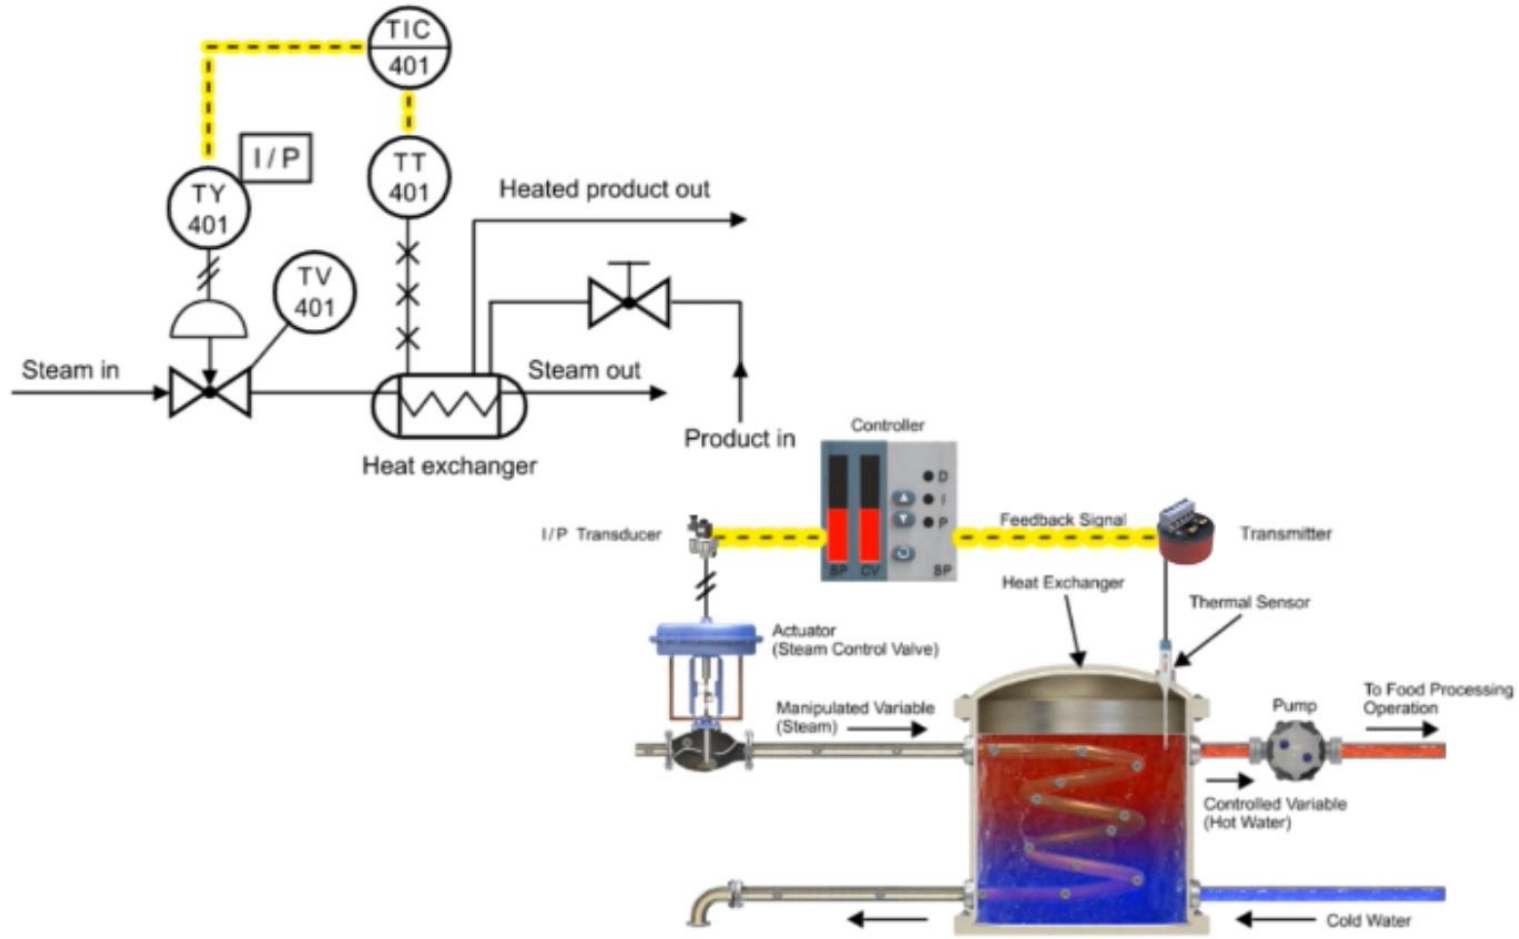 TIC
401
I / P
TT
401
TY
401
Heated product out
TV
401
Steam in
Steam out
Product in
Heat exchanger
Controller
D
I
P
SP
CV
SP
I/P Transducer
Feedback Signal
Transmitter
Heat Exchanger
Thermal Sensor
Actuator
(Steam Control Valve)
Manipulated Variable
(Steam)
Pump
To Food Processing
Operation
Controlled Variable
(Hot Water)
Cold Water